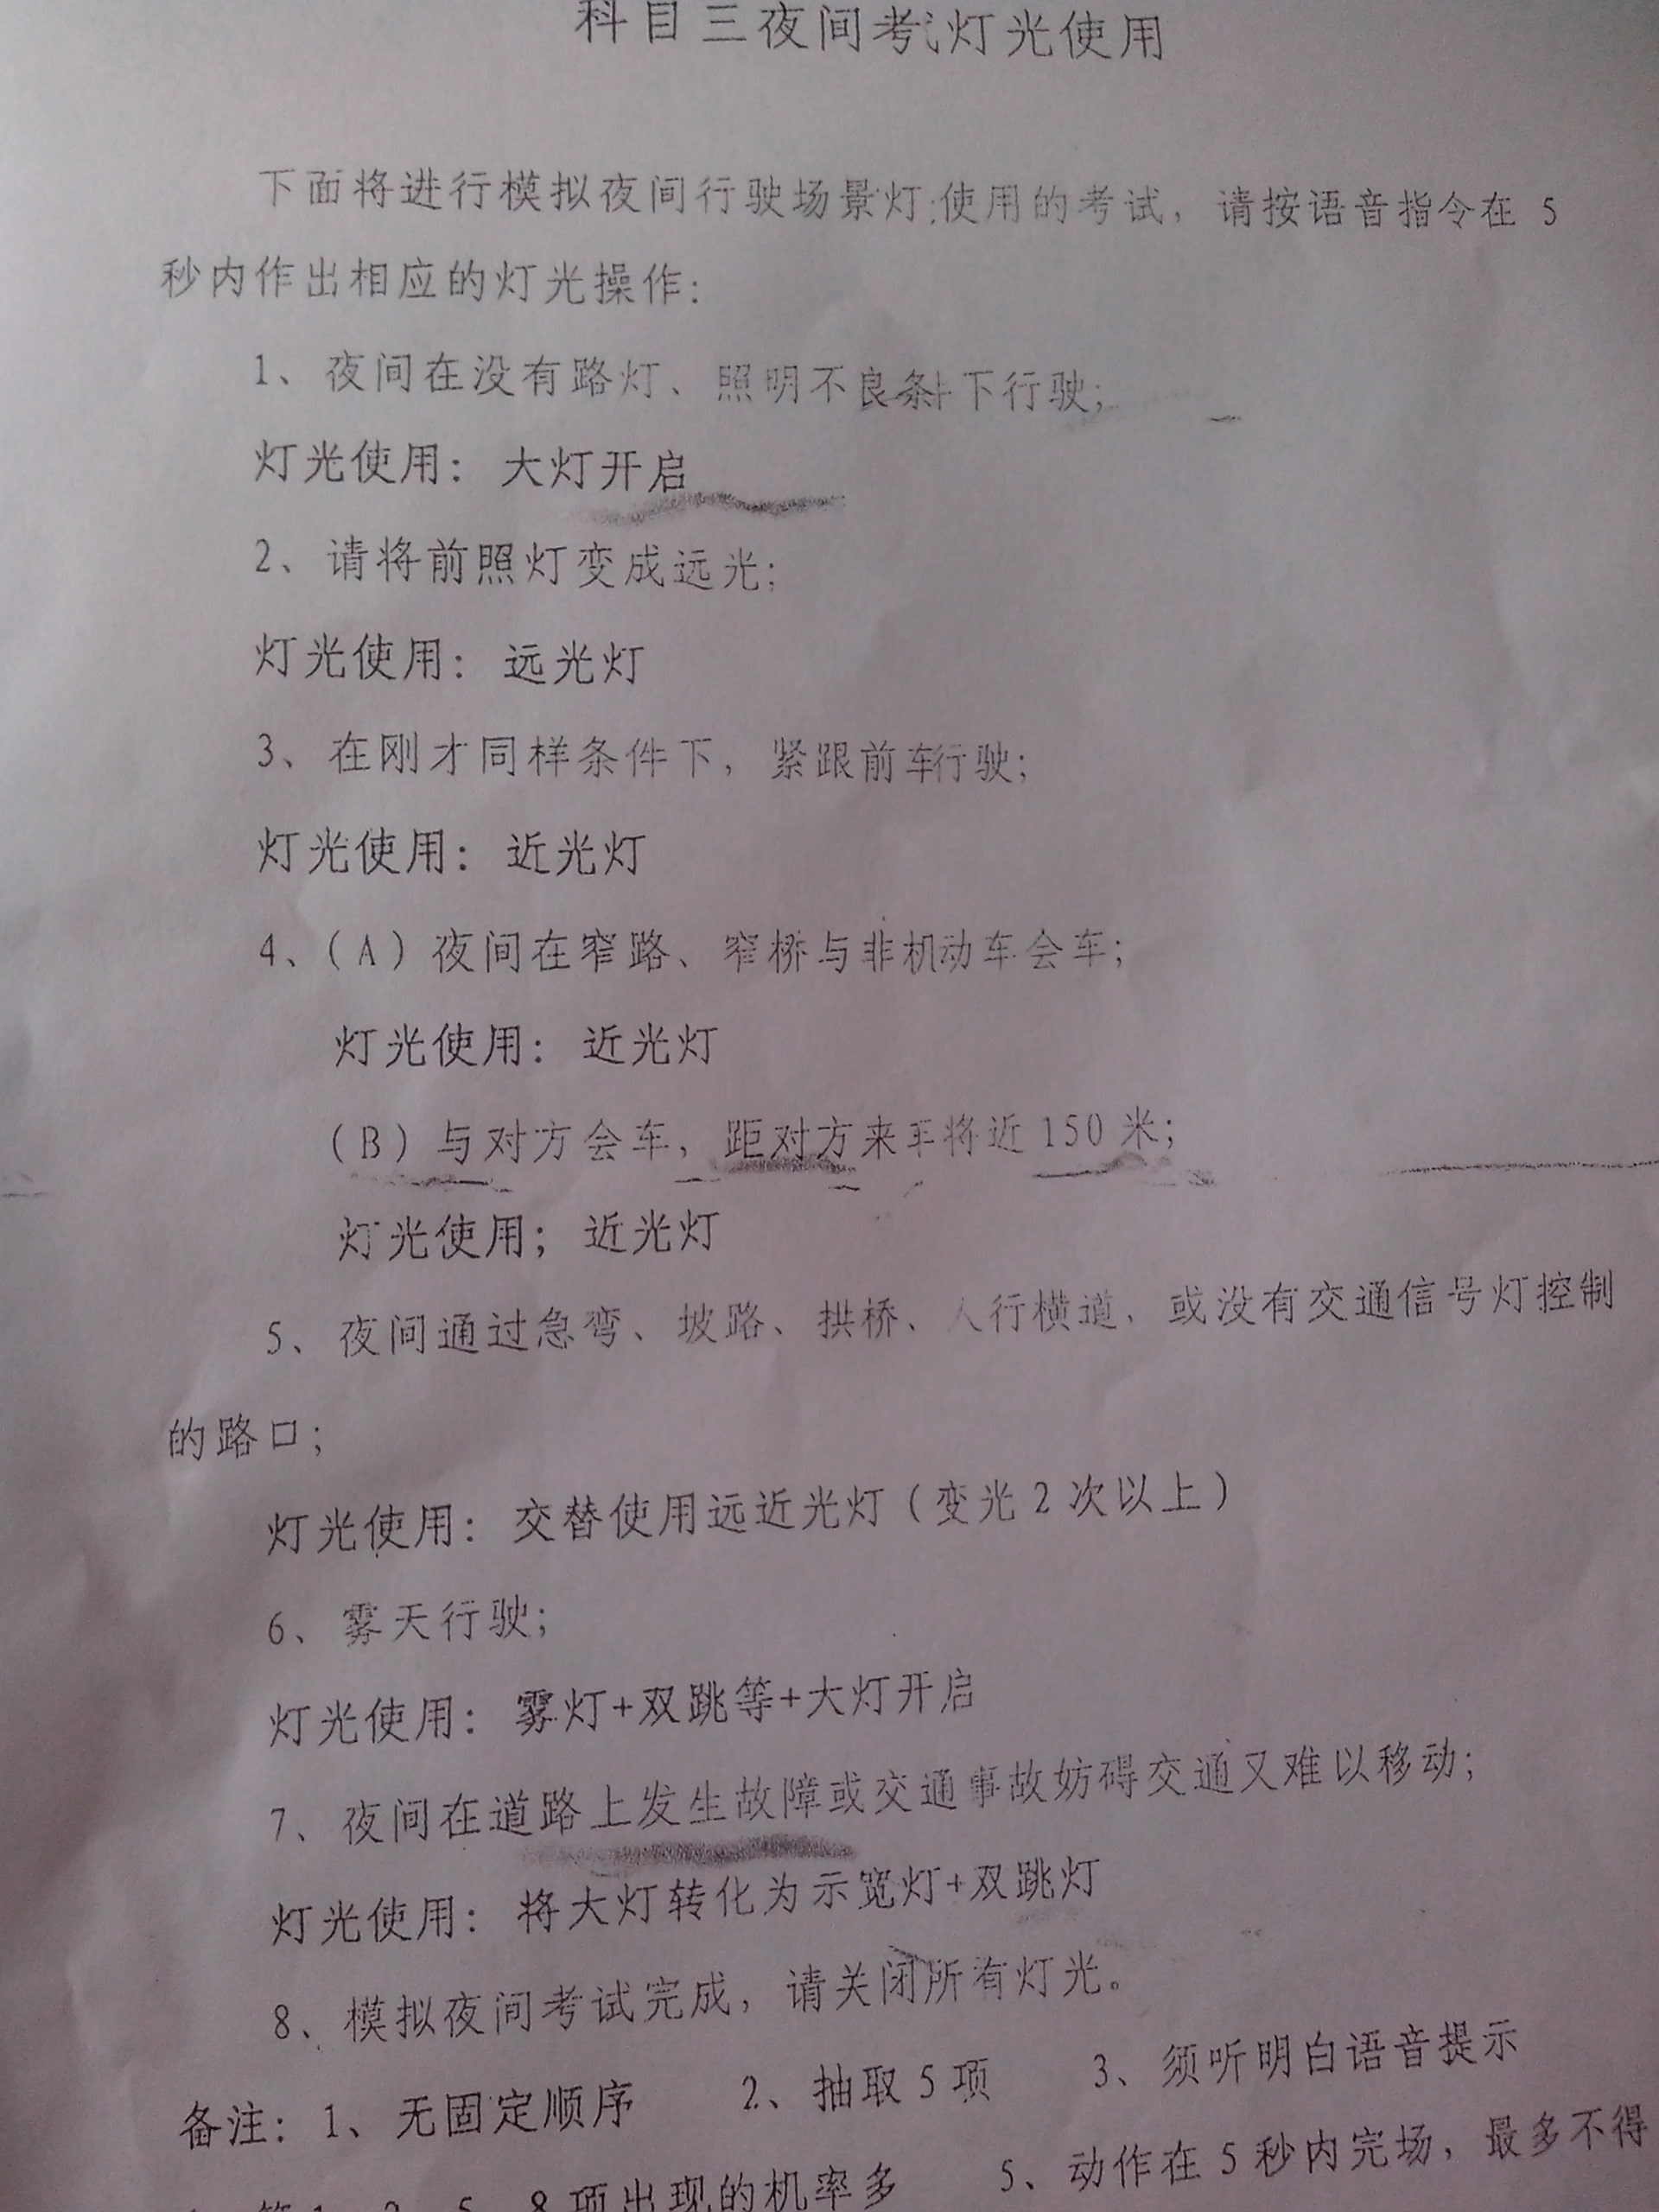 科目三夜间考试灯光使用
下面将进行模拟夜间行驶场景灯 使用的考试，请按语音指令在 5
秒内作出相应的灯光操作：
1、夜间在没有路灯、照明不良条件下行驶；
灯光使用：大灯开启
2、请将前照灯变成远光；
灯光使用：远光灯
3、在刚才同样条件下，紧跟前车行驶；
灯光使用：近光灯
4、（A）夜间在窄路、窄桥与非机动车会车；
灯光使用：近光灯
（B）与对方会车，距对方来车将近 150 米；
灯光使用；近光灯
5、夜间通过急弯、坡路、拱桥、人行横道，或没有交通信号灯控制
的路口；
灯光使用：交替使用远近光灯（变光 2 次以上）
6、雾天行驶；
灯光使用：雾灯+双跳等+大灯开启
7、夜间在道路上发生故障或交通事故妨碍交通又难以移动；
灯光使用：将大灯转化为示宽灯+双跳灯
8、模拟夜间考试完成，请关闭所有灯光。
备注：1、无固定顺序 2、抽取 5 项 3、须听明白语音提示
8 项出现的机率多 5、动作在 5 秒内完场，最多不得